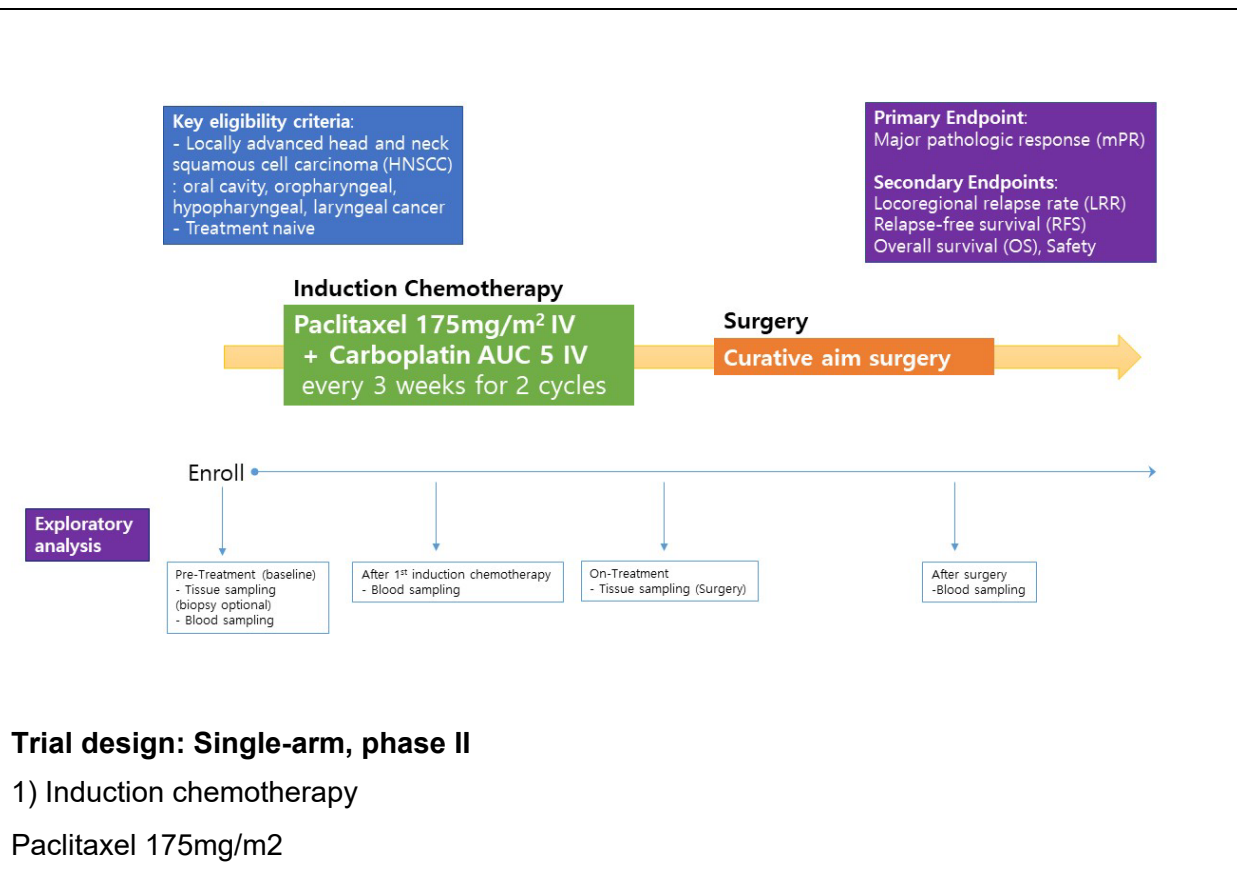 Key eligibility criteria:
- Locally advanced head and neck
squamous cell carcinoma (HNSCC)
: oral cavity, oropharyngeal,
hypopharyngeal, laryngeal cancer
- Treatment naive
Primary Endpoint:
Major pathologic response (mPR)
Secondary Endpoints:
Locoregional relapse rate (LRR)
Relapse-free survival (RFS)
Overall survival (OS), Safety
Induction Chemotherapy
Paclitaxel 175mg/m² IV
+ Carboplatin AUC 5 IV
every 3 weeks for 2 cycles
Surgery
Curative aim surgery
Enroll
Exploratory
analysis
Pre-Treatment (baseline)
- Tissue sampling
(biopsy optional)
- Blood sampling
After 1st induction chemotherapy
- Blood sampling
On-Treatment
- Tissue sampling (Surgery)
After surgery
-Blood sampling
Trial design: Single-arm, phase II
1) Induction chemotherapy
Paclitaxel 175mg/m2